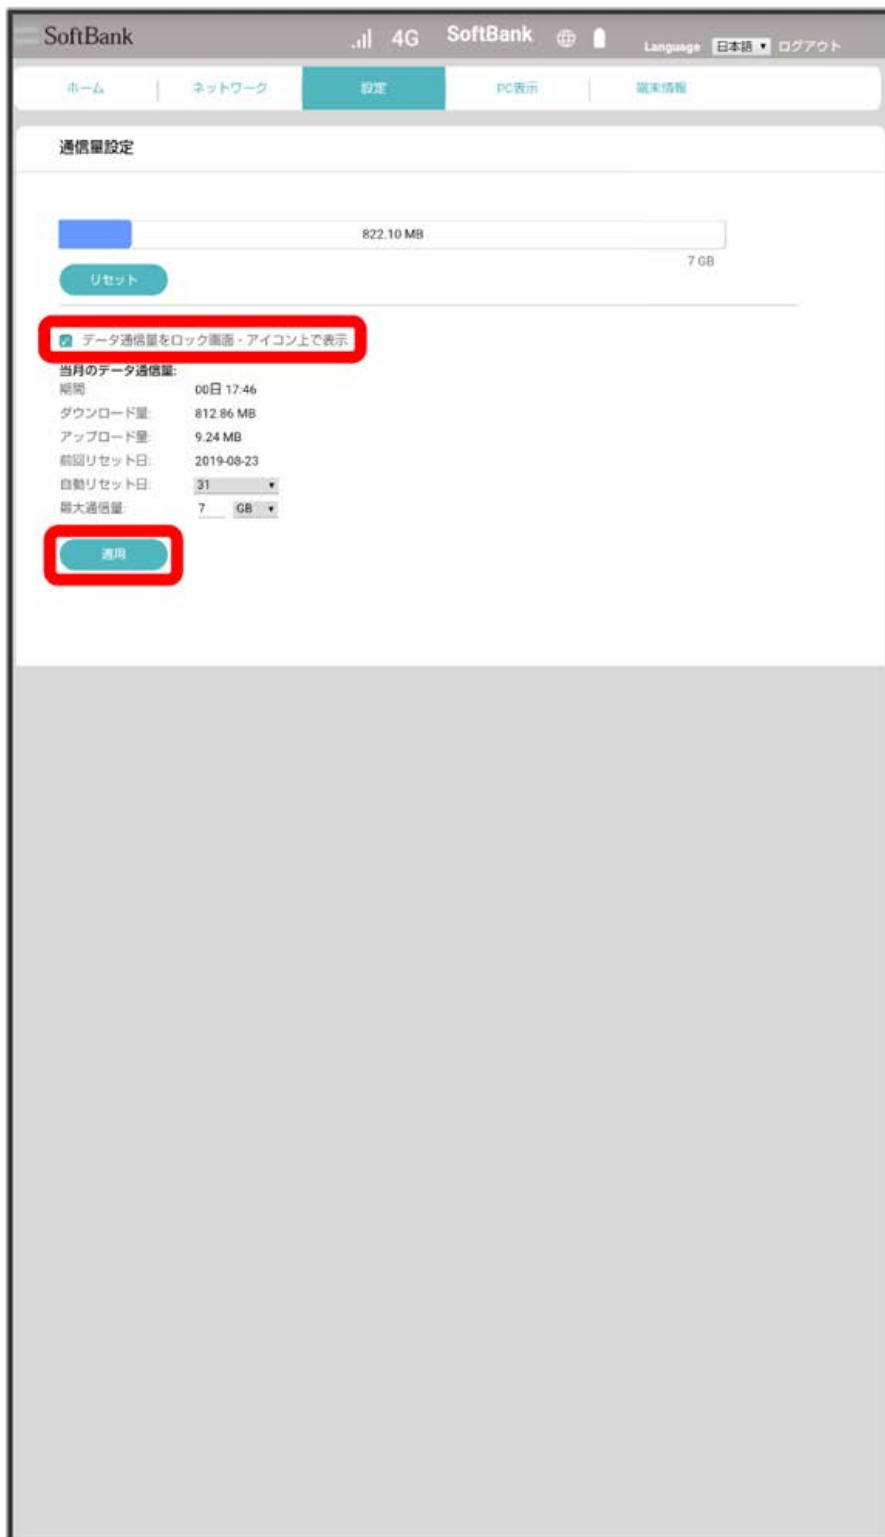 SoftBank 4G SoftBank Language 日本語 ログアウト
ホーム ネットワーク 設定 PC表示 端末情報
通信量設定
822.10 MB
7 GB
リセット
データ通信量をロック画面・アイコン上で表示
当月のデータ通信量:
期間 00日 17:46
ダウンロード量: 812.86 MB
アップロード量: 9.24 MB
前回リセット日: 2019-08-23
自動リセット日: 31
最大通信量: 7 GB
適用